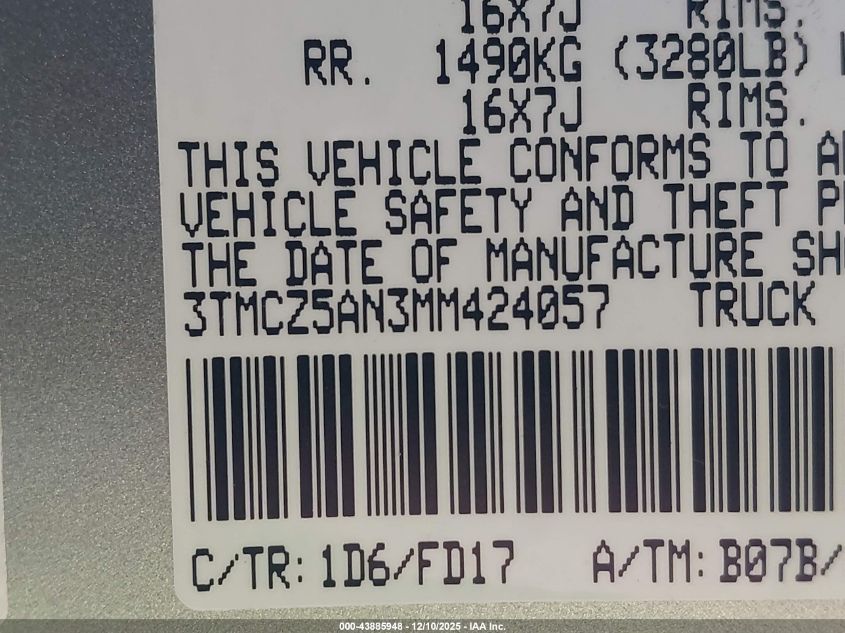 16X7J RIMS.
RR. 1490KG (3280LB)
16X7J RIMS.
THIS VEHICLE CONFORMS TO
VEHICLE SAFETY AND THEFT
THE DATE OF MANUFACTURE
3TMCZ5AN3MM424057 TRUCK
C/TR: 1D6/FD17 A/TM: B07B/
000-43885948 - 12/10/2025 - IAA Inc.